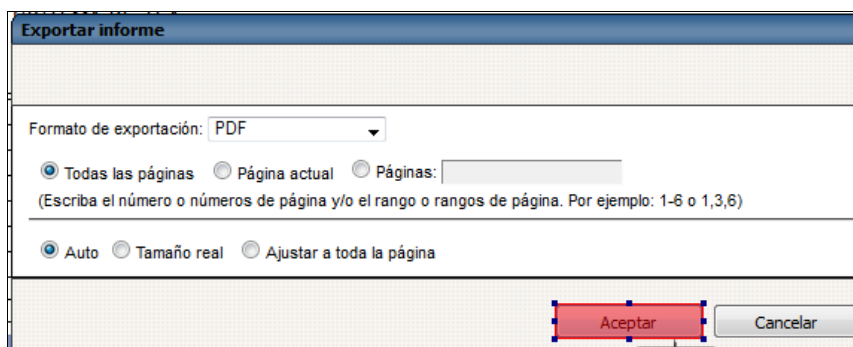 Exportar informe
Formato de exportación: PDF
Todas las páginas Página actual Páginas:
(Escriba el número o números de página y/o el rango o rangos de página. Por ejemplo: 1-6 o 1,3,6)
Auto Tamaño real Ajustar a toda la página
Aceptar Cancelar